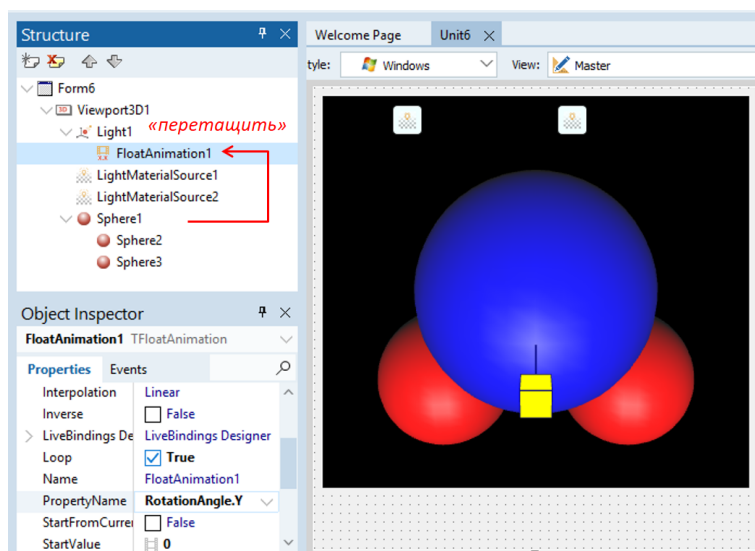 Structure
Form6
Viewport3D1
Light1
«перетащить»
FloatAnimation1
LightMaterialSource1
LightMaterialSource2
Sphere1
Sphere2
Sphere3
Object Inspector
FloatAnimation1 TFloatAnimation
Properties Events
Interpolation Linear
Inverse False
LiveBindings De LiveBindings Designer
Loop True
Name FloatAnimation1
PropertyName RotationAngle.Y
StartFromCurre False
StartValue 0
Welcome Page Unit6
tyle: Windows View: Master